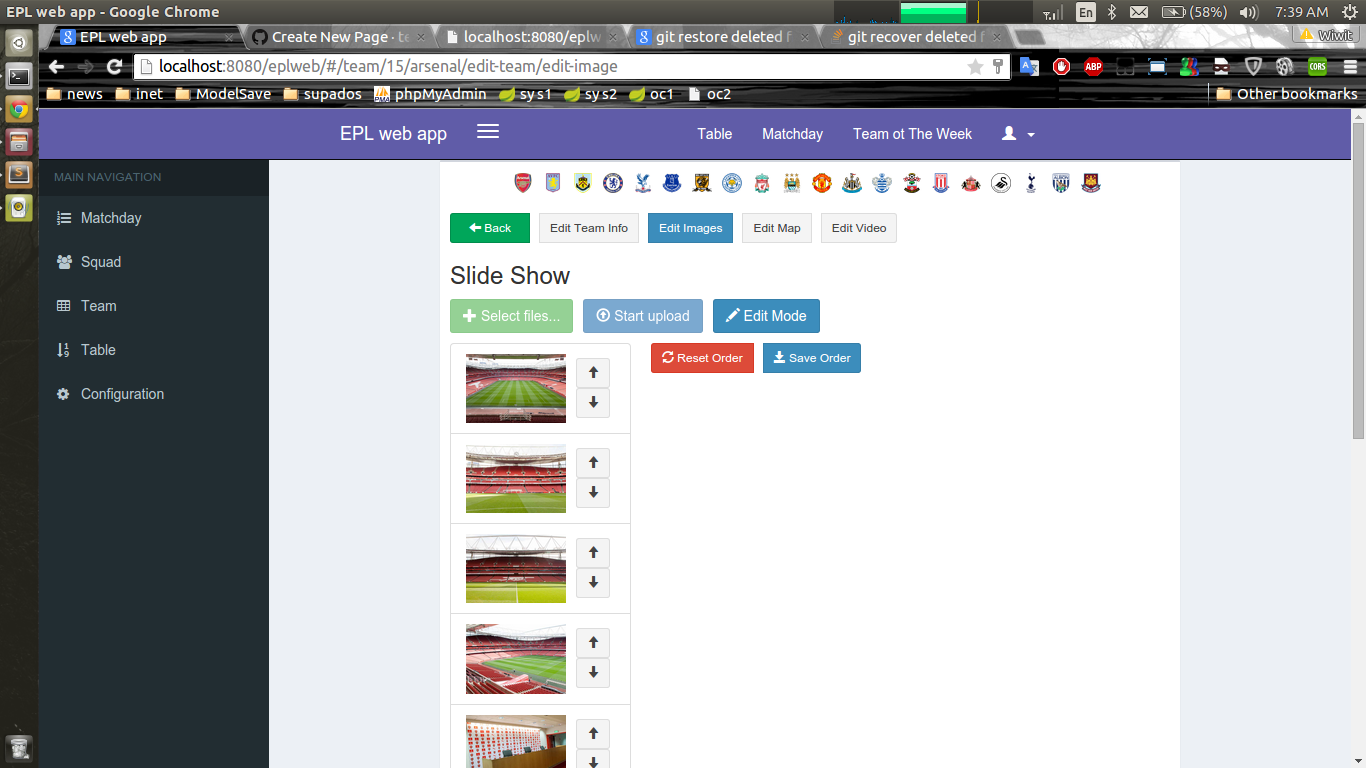 EPL web app - Google Chrome
En (58%) 7:39 AM
EPL web app
Create New Page · te
localhost:8080/eplw
git restore deleted f
git recover deleted f
Wiwit
localhost:8080/eplweb/#/team/15/arsenal/edit-team/edit-image
ABP CORS
news inet ModelSave supados phpMyAdmin sys1 sys2 oc1 oc2 Other bookmarks
EPL web app Table Matchday Team ot The Week
MAIN NAVIGATION
Matchday
Squad
Team
Table
Configuration
Back Edit Team Info Edit Images Edit Map Edit Video
Slide Show
Select files... Start upload Edit Mode
Reset Order Save Order